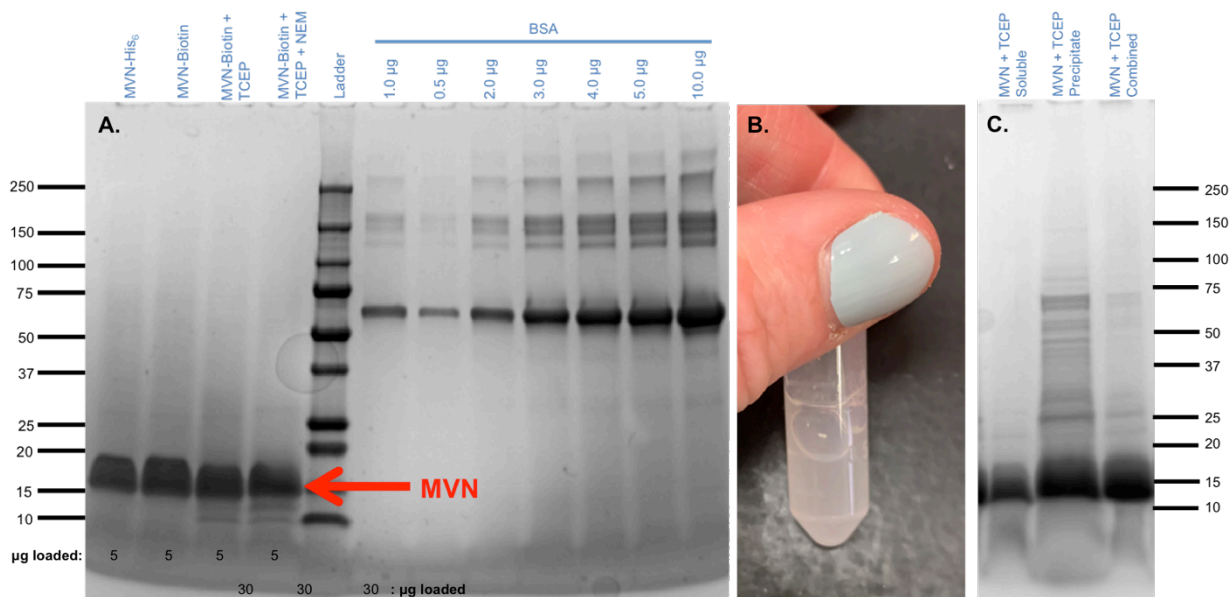 MVN-His₆
MVN-Biotin
MVN-Biotin +
TCEP
MVN-Biotin +
TCEP + NEM
Ladder
BSA
1.0 µg
0.5 µg
2.0 µg
3.0 µg
4.0 µg
5.0 µg
10.0 µg
MVN + TCEP
Soluble
MVN + TCEP
Precipitate
MVN + TCEP
Combined
A.
B.
C.
250
150
100
75
50
37
25
20
15
10
MVN
250
150
100
75
50
37
25
20
15
10
µg loaded: 5 5 5 5
30 30 30 : µg loaded